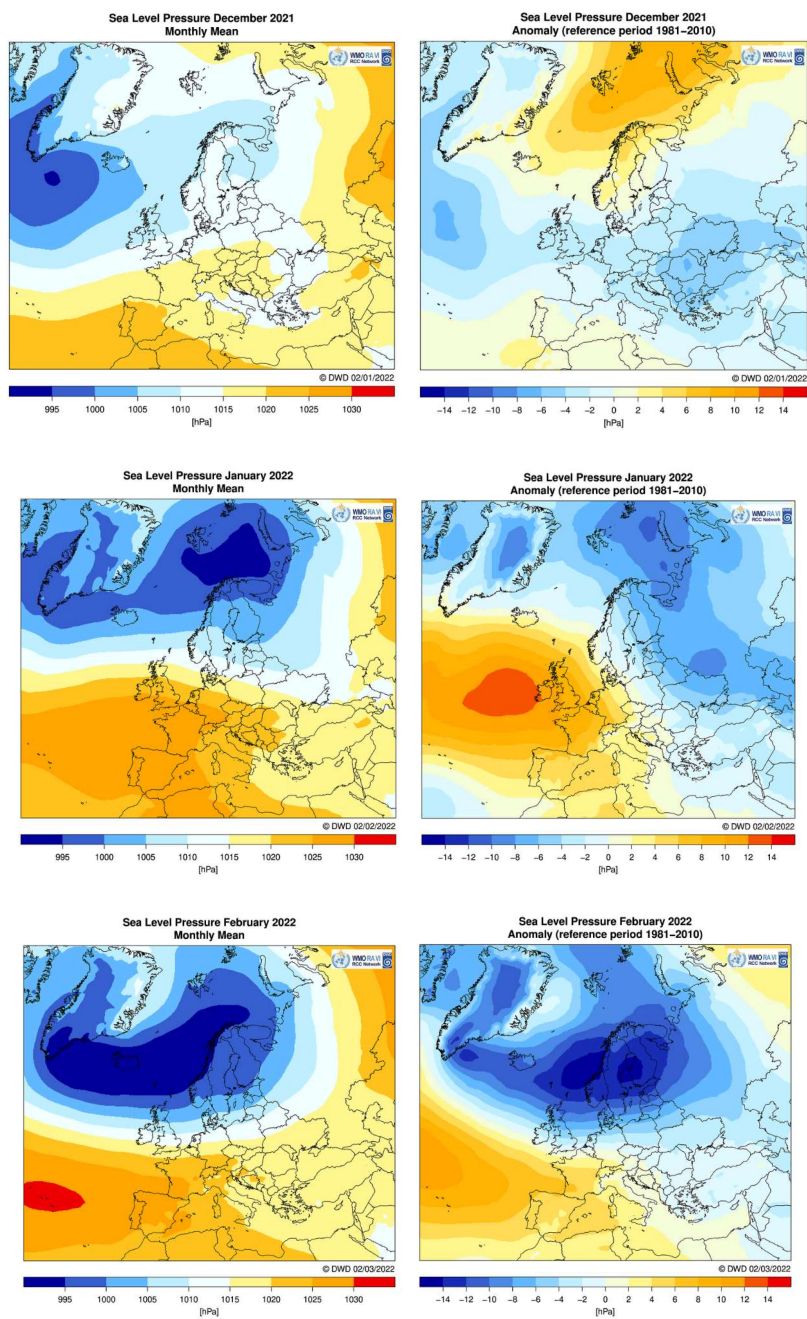 Sea Level Pressure December 2021
Monthly Mean
WMO RA VI
RCC Network
© DWD 02/01/2022
995 1000 1005 1010 1015 1020 1025 1030
[hPa]
Sea Level Pressure December 2021
Anomaly (reference period 1981−2010)
WMO RA VI
RCC Network
© DWD 02/01/2022
−14 −12 −10 −8 −6 −4 −2 0 2 4 6 8 10 12 14
[hPa]
Sea Level Pressure January 2022
Monthly Mean
WMO RA VI
RCC Network
© DWD 02/02/2022
995 1000 1005 1010 1015 1020 1025 1030
[hPa]
Sea Level Pressure January 2022
Anomaly (reference period 1981−2010)
WMO RA VI
RCC Network
© DWD 02/02/2022
−14 −12 −10 −8 −6 −4 −2 0 2 4 6 8 10 12 14
[hPa]
Sea Level Pressure February 2022
Monthly Mean
WMO RA VI
RCC Network
© DWD 02/03/2022
995 1000 1005 1010 1015 1020 1025 1030
[hPa]
Sea Level Pressure February 2022
Anomaly (reference period 1981−2010)
WMO RA VI
RCC Network
© DWD 02/03/2022
−14 −12 −10 −8 −6 −4 −2 0 2 4 6 8 10 12 14
[hPa]